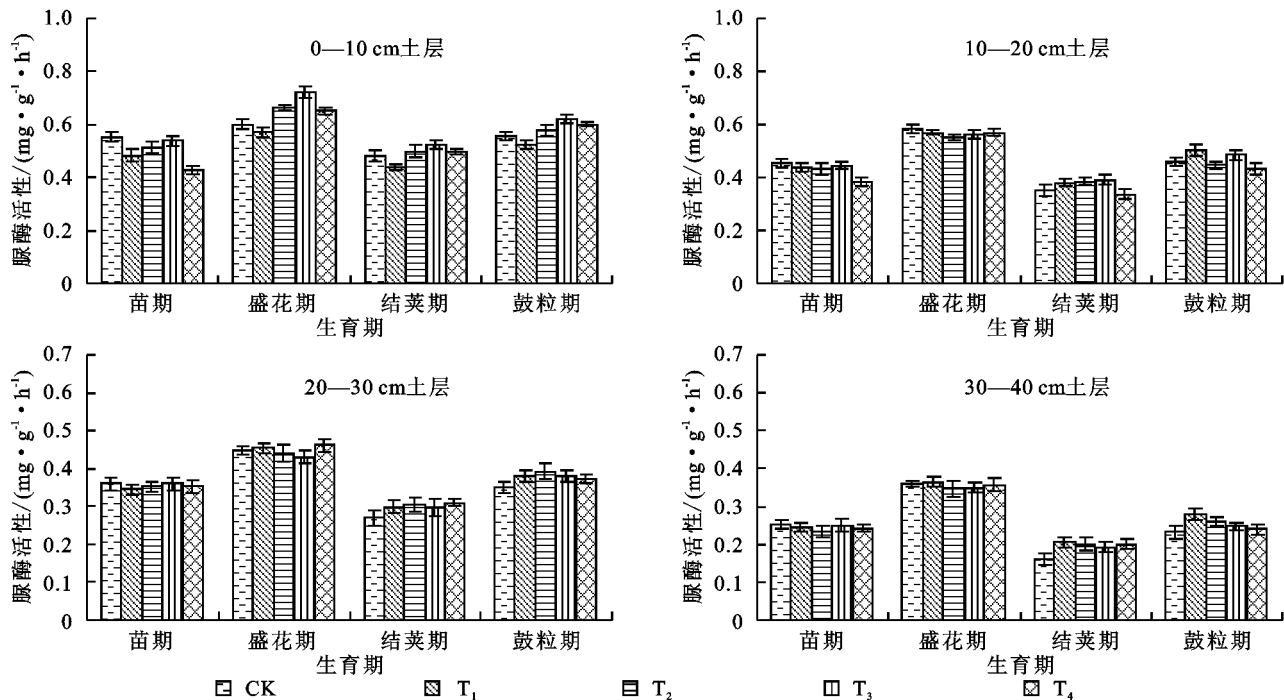 0—10 cm土层
脲酶活性/(mg·g⁻¹·h⁻¹)
1.0
0.8
0.6
0.4
0.2
0
苗期 盛花期 结荚期 鼓粒期
生育期
10—20 cm土层
脲酶活性/(mg·g⁻¹·h⁻¹)
1.0
0.8
0.6
0.4
0.2
0
苗期 盛花期 结荚期 鼓粒期
生育期
20—30 cm土层
脲酶活性/(mg·g⁻¹·h⁻¹)
0.7
0.6
0.5
0.4
0.3
0.2
0.1
0
苗期 盛花期 结荚期 鼓粒期
生育期
30—40 cm土层
脲酶活性/(mg·g⁻¹·h⁻¹)
0.7
0.6
0.5
0.4
0.3
0.2
0.1
0
苗期 盛花期 结荚期 鼓粒期
生育期
CK T₁ T₂ T₃ T₄